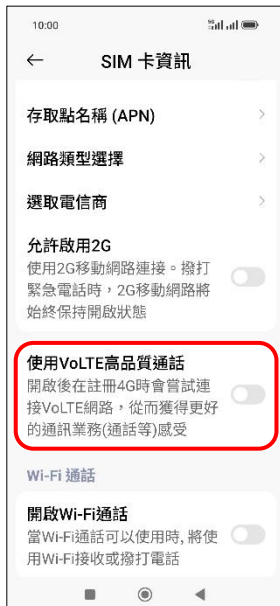 10:00
5G
SIM 卡資訊
存取點名稱 (APN)
網路類型選擇
選取電信商
允許啟用2G
使用2G移動網路連接。撥打
緊急電話時，2G移動網路將
始終保持開啟狀態
使用VoLTE高品質通話
開啟後在註冊4G時會嘗試連
接VoLTE網路，從而獲得更好
的通訊業務(通話等)感受
Wi-Fi 通話
開啟Wi-Fi通話
當Wi-Fi通話可以使用時, 將使
用Wi-Fi接收或撥打電話